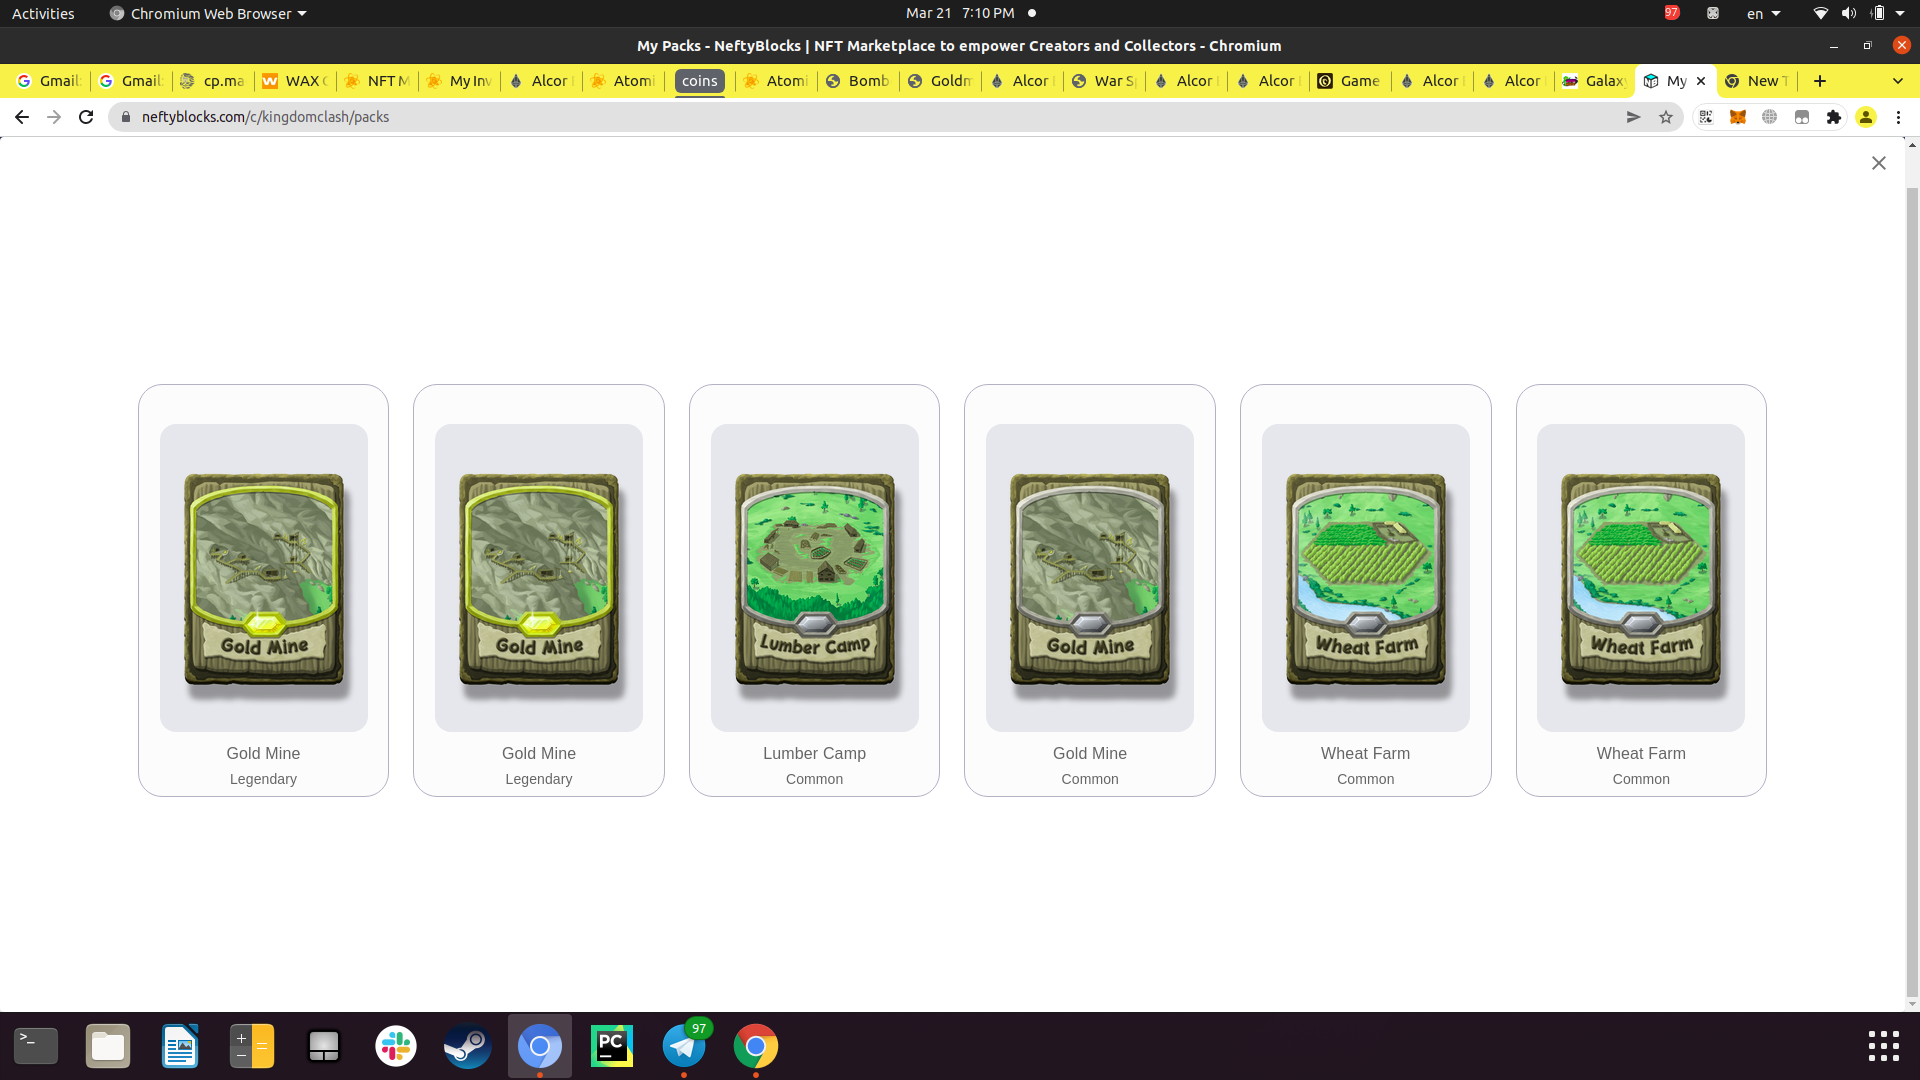 Activities
Chromium Web Browser
Mar 21 7:10 PM
97
en
My Packs - NeftyBlocks | NFT Marketplace to empower Creators and Collectors - Chromium
Gmail
Gmail
cp.ma
WAX
NFT M
My Inv
Alcor
Atomi
coins
Atomi
Bomb
Goldm
Alcor
War S
Alcor
Alcor
Game
Alcor
Alcor
Galax
My
New T
neftyblocks.com/c/kingdomclash/packs
Gold Mine
Gold Mine
Lumber Camp
Gold Mine
Wheat Farm
Wheat Farm
Gold Mine
Gold Mine
Lumber Camp
Gold Mine
Wheat Farm
Wheat Farm
Legendary
Legendary
Common
Common
Common
Common
PC
97